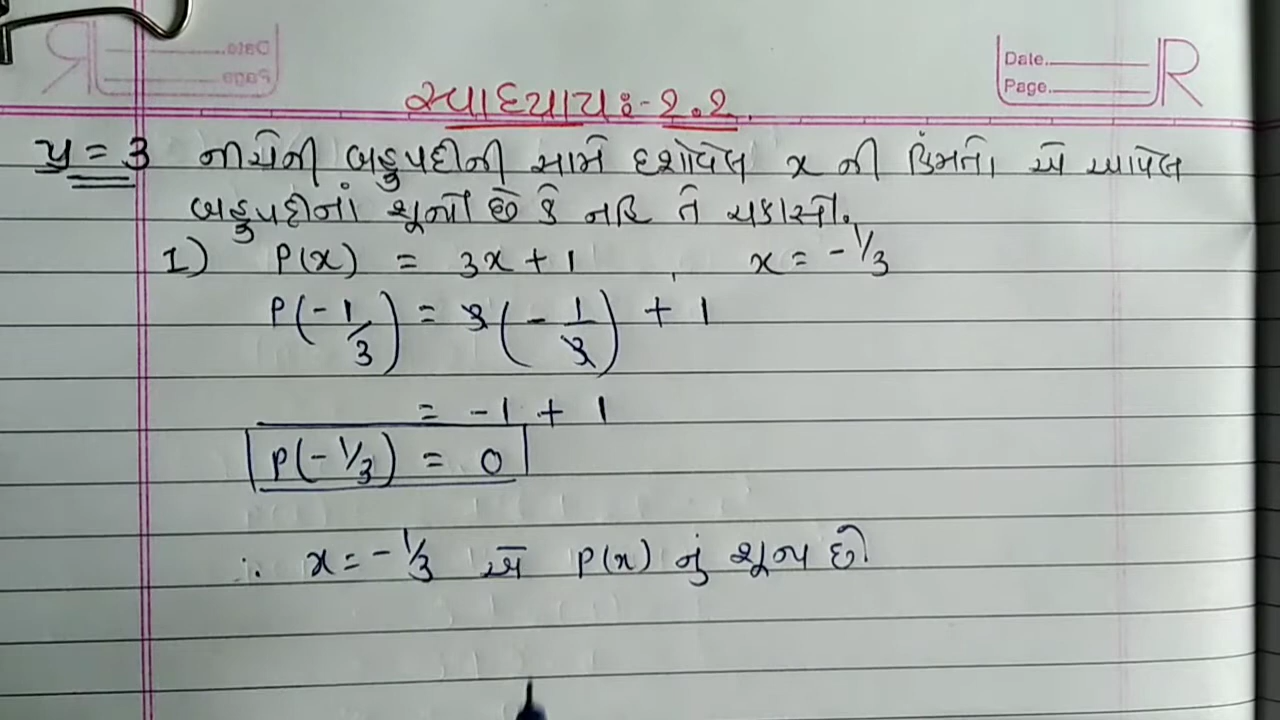 Date.
Page.
R
સ્વાધ્યાય:- 2.2.
પ્ર = 3 નીચેની બહુપદીની સામે દર્શાવેલ x ની કિંમતો એ આપેલ
બહુપદીનાં શૂન્યો છે કે નહિ તે ચકાસો.
1) P(x) = 3x + 1 , x = -1/3
P(-1/3) = 3(-1/3) + 1
= -1 + 1
P(-1/3) = 0
∴ x = -1/3 એ P(x) નું શૂન્ય છે.